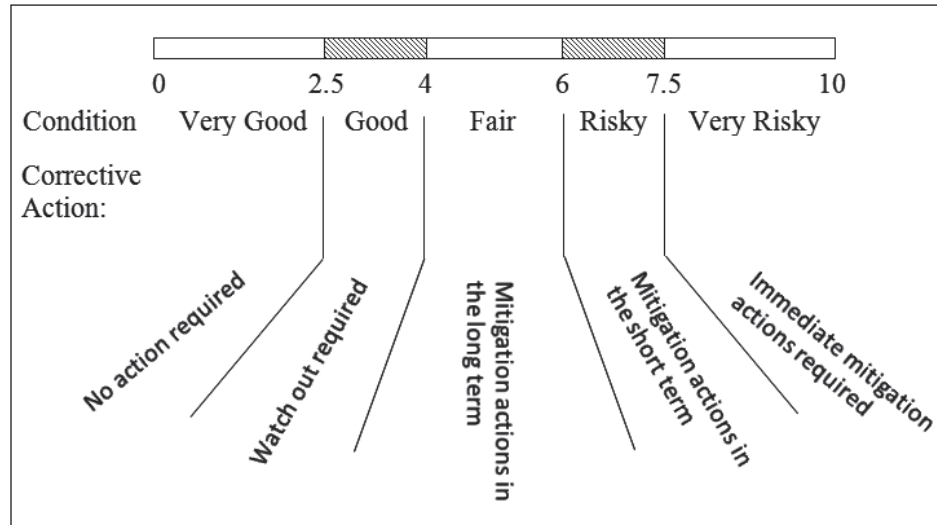 0 2.5 4 6 7.5 10
Condition Very Good Good Fair Risky Very Risky
Corrective
Action:
No action required
Watch out required
Mitigation actions in
the long term
Mitigation actions in
the short term
Immediate mitigation
actions required